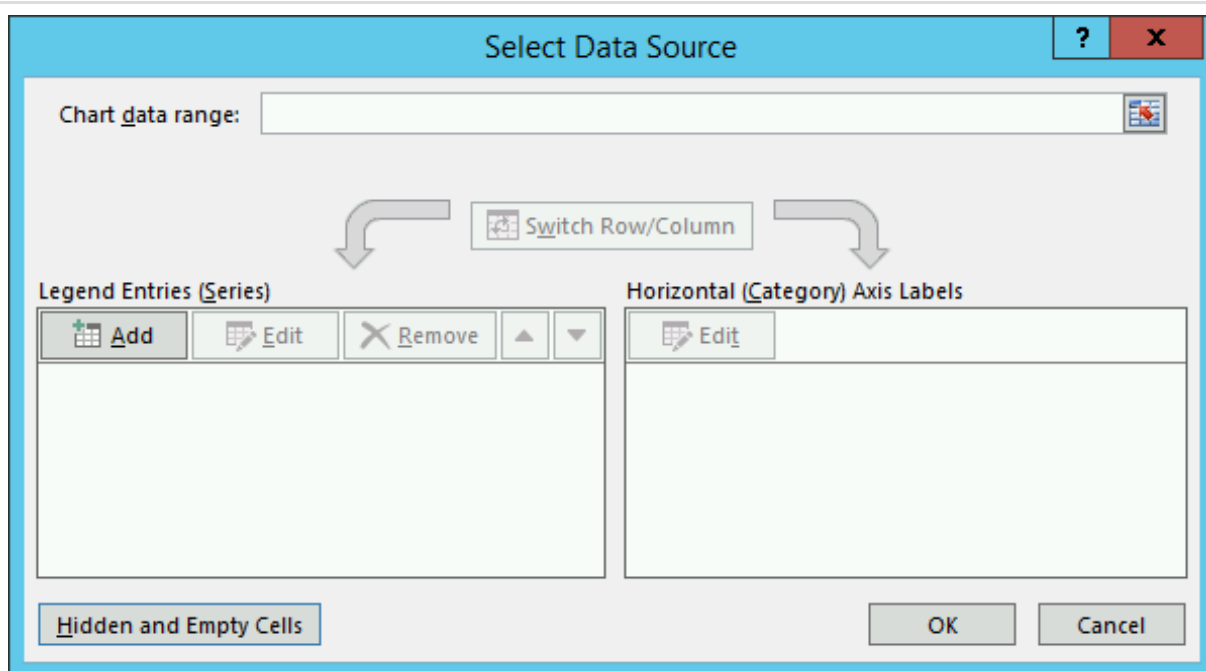 Select Data Source
? x
Chart data range:
Switch Row/Column
Legend Entries (Series)
Horizontal (Category) Axis Labels
Add Edit Remove
Edit
Hidden and Empty Cells
OK Cancel